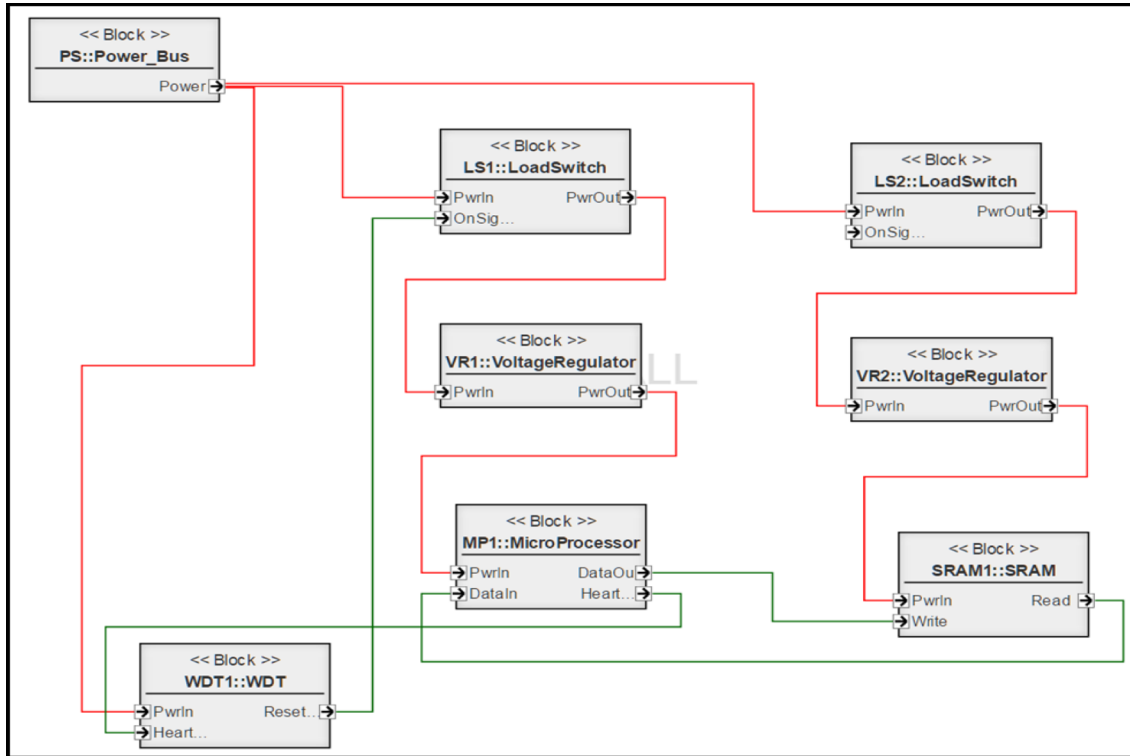 << Block >>
PS::Power_Bus
Power
<< Block >>
LS1::LoadSwitch
PwrIn PwrOut
OnSig...
<< Block >>
LS2::LoadSwitch
PwrIn PwrOut
OnSig...
<< Block >>
VR1::VoltageRegulator
PwrIn PwrOut
LL
<< Block >>
VR2::VoltageRegulator
PwrIn PwrOut
<< Block >>
MP1::MicroProcessor
PwrIn DataOu
DataIn Heart...
<< Block >>
SRAM1::SRAM
PwrIn Read
Write
<< Block >>
WDT1::WDT
PwrIn Reset...
Heart...